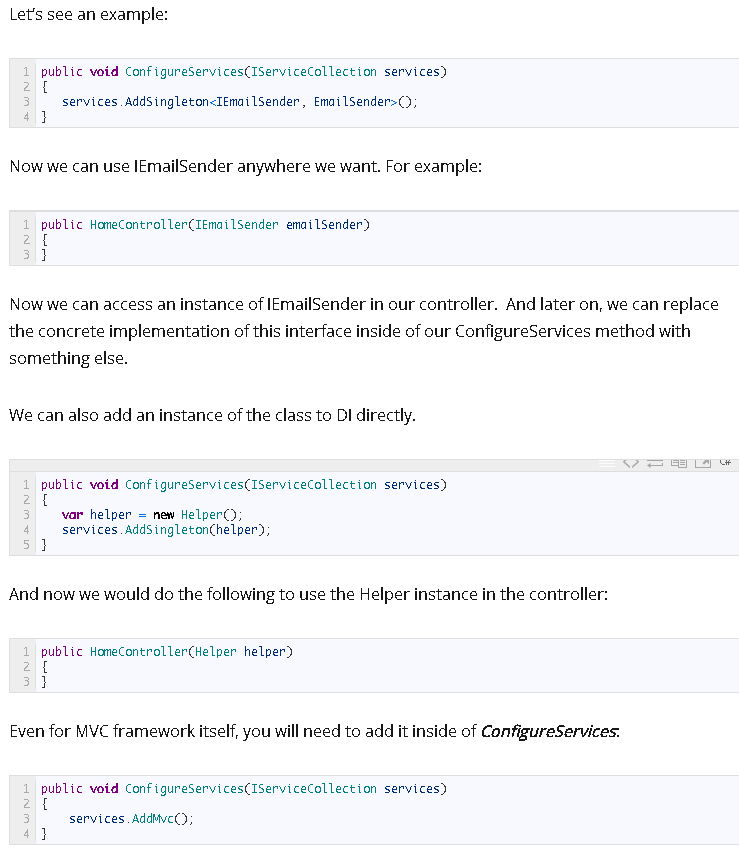 Let's see an example:
1 public void ConfigureServices(IServiceCollection services)
2 {
3    services.AddSingleton<IEmailSender, EmailSender>();
4 }
Now we can use IEmailSender anywhere we want. For example:
1 public HomeController(IEmailSender emailSender)
2 {
3 }
Now we can access an instance of IEmailSender in our controller.  And later on, we can replace
the concrete implementation of this interface inside of our ConfigureServices method with
something else.
We can also add an instance of the class to DI directly.
C#
1 public void ConfigureServices(IServiceCollection services)
2 {
3    var helper = new Helper();
4    services.AddSingleton(helper);
5 }
And now we would do the following to use the Helper instance in the controller:
1 public HomeController(Helper helper)
2 {
3 }
Even for MVC framework itself, you will need to add it inside of ConfigureServices:
1 public void ConfigureServices(IServiceCollection services)
2 {
3     services.AddMvc();
4 }